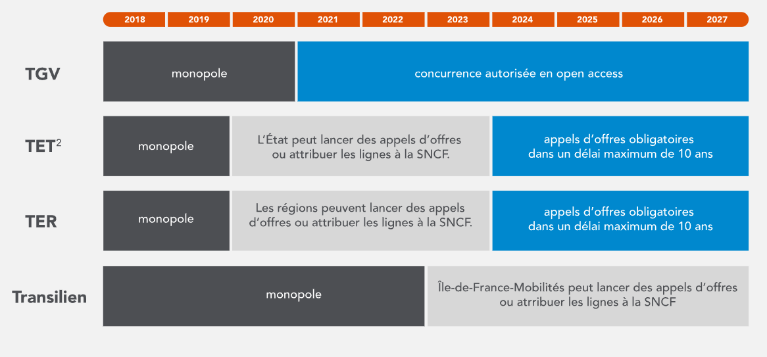 2018 2019 2020 2021 2022 2023 2024 2025 2026 2027
TGV
monopole
concurrence autorisée en open access
TET²
monopole
L’État peut lancer des appels d’offres
ou attribuer les lignes à la SNCF.
appels d’offres obligatoires
dans un délai maximum de 10 ans
TER
monopole
Les régions peuvent lancer des appels
d’offres ou attribuer les lignes à la SNCF.
appels d’offres obligatoires
dans un délai maximum de 10 ans
Transilien
monopole
Île-de-France-Mobilités peut lancer des appels d’offres
ou atrribuer les lignes à la SNCF